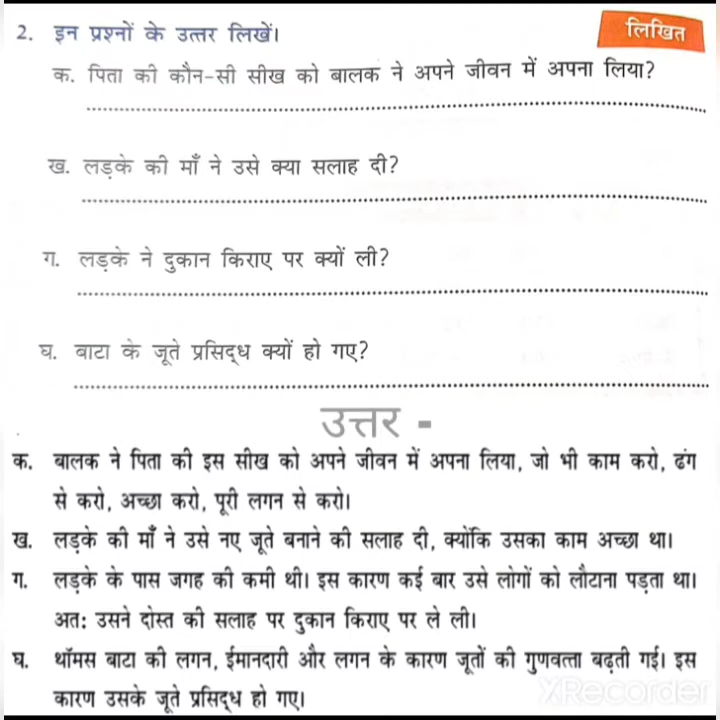 2. इन प्रश्नों के उत्तर लिखें।
लिखित
क. पिता की कौन-सी सीख को बालक ने अपने जीवन में अपना लिया?
ख. लड़के की माँ ने उसे क्या सलाह दी?
ग. लड़के ने दुकान किराए पर क्यों ली?
घ. बाटा के जूते प्रसिद्ध क्यों हो गए?
उत्तर -
क. बालक ने पिता की इस सीख को अपने जीवन में अपना लिया, जो भी काम करो, ढंग
से करो, अच्छा करो, पूरी लगन से करो।
ख. लड़के की माँ ने उसे नए जूते बनाने की सलाह दी, क्योंकि उसका काम अच्छा था।
ग. लड़के के पास जगह की कमी थी। इस कारण कई बार उसे लोगों को लौटाना पड़ता था।
अत: उसने दोस्त की सलाह पर दुकान किराए पर ले ली।
घ. थॉमस बाटा की लगन, ईमानदारी और लगन के कारण जूतों की गुणवत्ता बढ़ती गई। इस
कारण उसके जूते प्रसिद्ध हो गए।
XRecorder